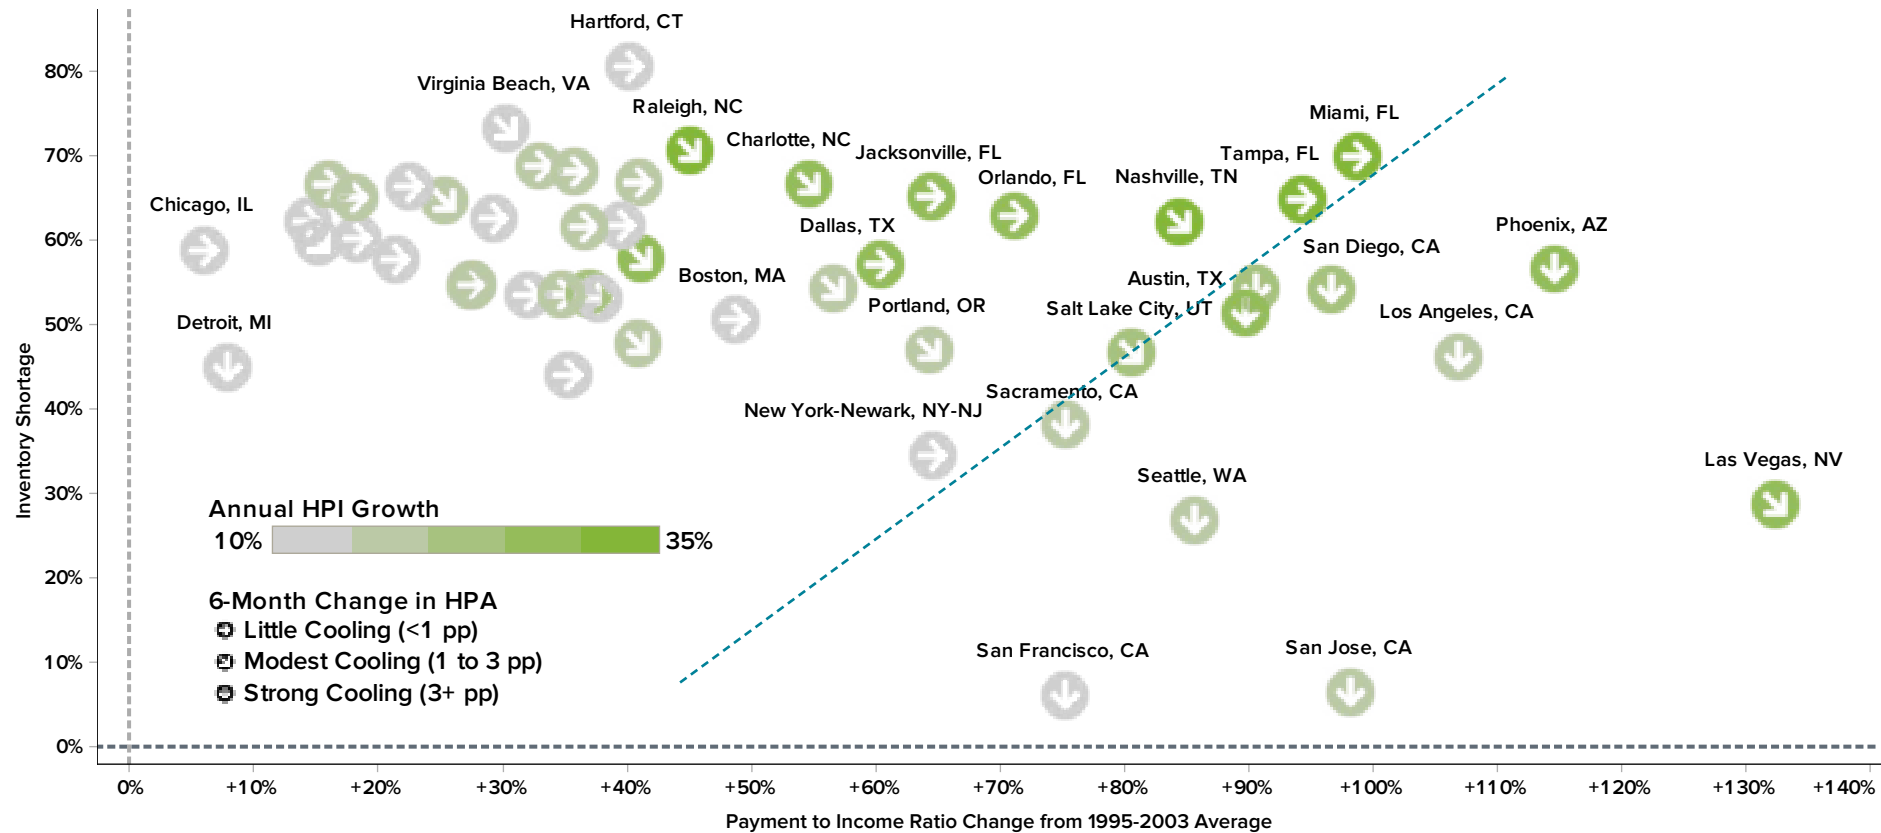 Hartford, CT
Virginia Beach, VA
Raleigh, NC
Charlotte, NC
Jacksonville, FL
Orlando, FL
Nashville, TN
Tampa, FL
Miami, FL
Chicago, IL
Dallas, TX
Phoenix, AZ
San Diego, CA
Boston, MA
Austin, TX
Portland, OR
Salt Lake City, UT
Los Angeles, CA
Detroit, MI
Sacramento, CA
New York-Newark, NY-NJ
Las Vegas, NV
Seattle, WA
San Francisco, CA
San Jose, CA
Annual HPI Growth
10% 35%
6-Month Change in HPA
Little Cooling (<1 pp)
Modest Cooling (1 to 3 pp)
Strong Cooling (3+ pp)
Inventory Shortage
80%
70%
60%
50%
40%
30%
20%
10%
0%
0% +10% +20% +30% +40% +50% +60% +70% +80% +90% +100% +110% +120% +130% +140%
Payment to Income Ratio Change from 1995-2003 Average